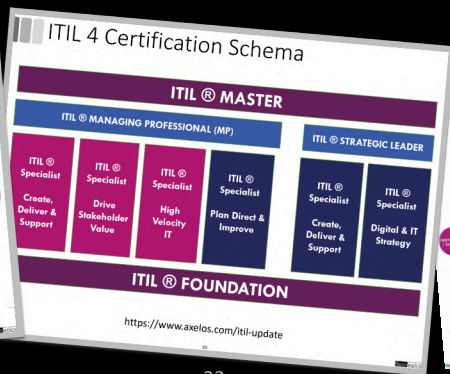 ITIL 4 Certification Schema
ITIL ® MASTER
ITIL ® MANAGING PROFESSIONAL (MP)
ITIL ® STRATEGIC LEADER
ITIL ®
Specialist
Create,
Deliver &
Support
ITIL ®
Specialist
Drive
Stakeholder
Value
ITIL ®
Specialist
High
Velocity
IT
ITIL ®
Specialist
Plan Direct &
Improve
ITIL ®
Specialist
Create,
Deliver &
Support
ITIL ®
Specialist
Digital & IT
Strategy
ITIL ® FOUNDATION
https://www.axelos.com/itil-update